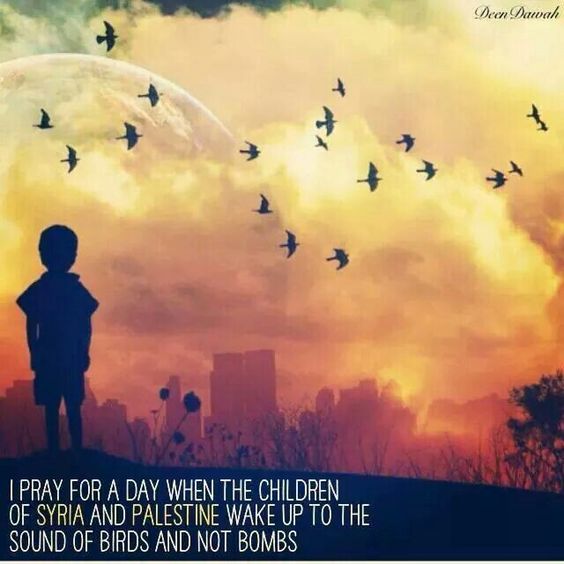 Deen Dawah
I PRAY FOR A DAY WHEN THE CHILDREN
OF SYRIA AND PALESTINE WAKE UP TO THE
SOUND OF BIRDS AND NOT BOMBS